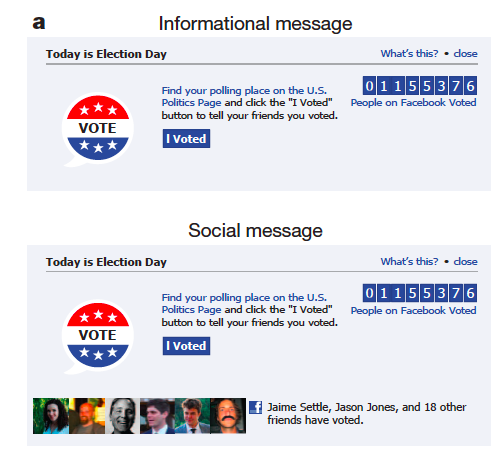 a
Informational message
Today is Election Day
What's this? • close
Find your polling place on the U.S.
Politics Page and click the "I Voted"
button to tell your friends you voted.
I Voted
0 1 1 5 5 3 7 6
People on Facebook Voted
VOTE
Social message
Today is Election Day
What's this? • close
Find your polling place on the U.S.
Politics Page and click the "I Voted"
button to tell your friends you voted.
I Voted
0 1 1 5 5 3 7 6
People on Facebook Voted
VOTE
f
Jaime Settle, Jason Jones, and 18 other
friends have voted.